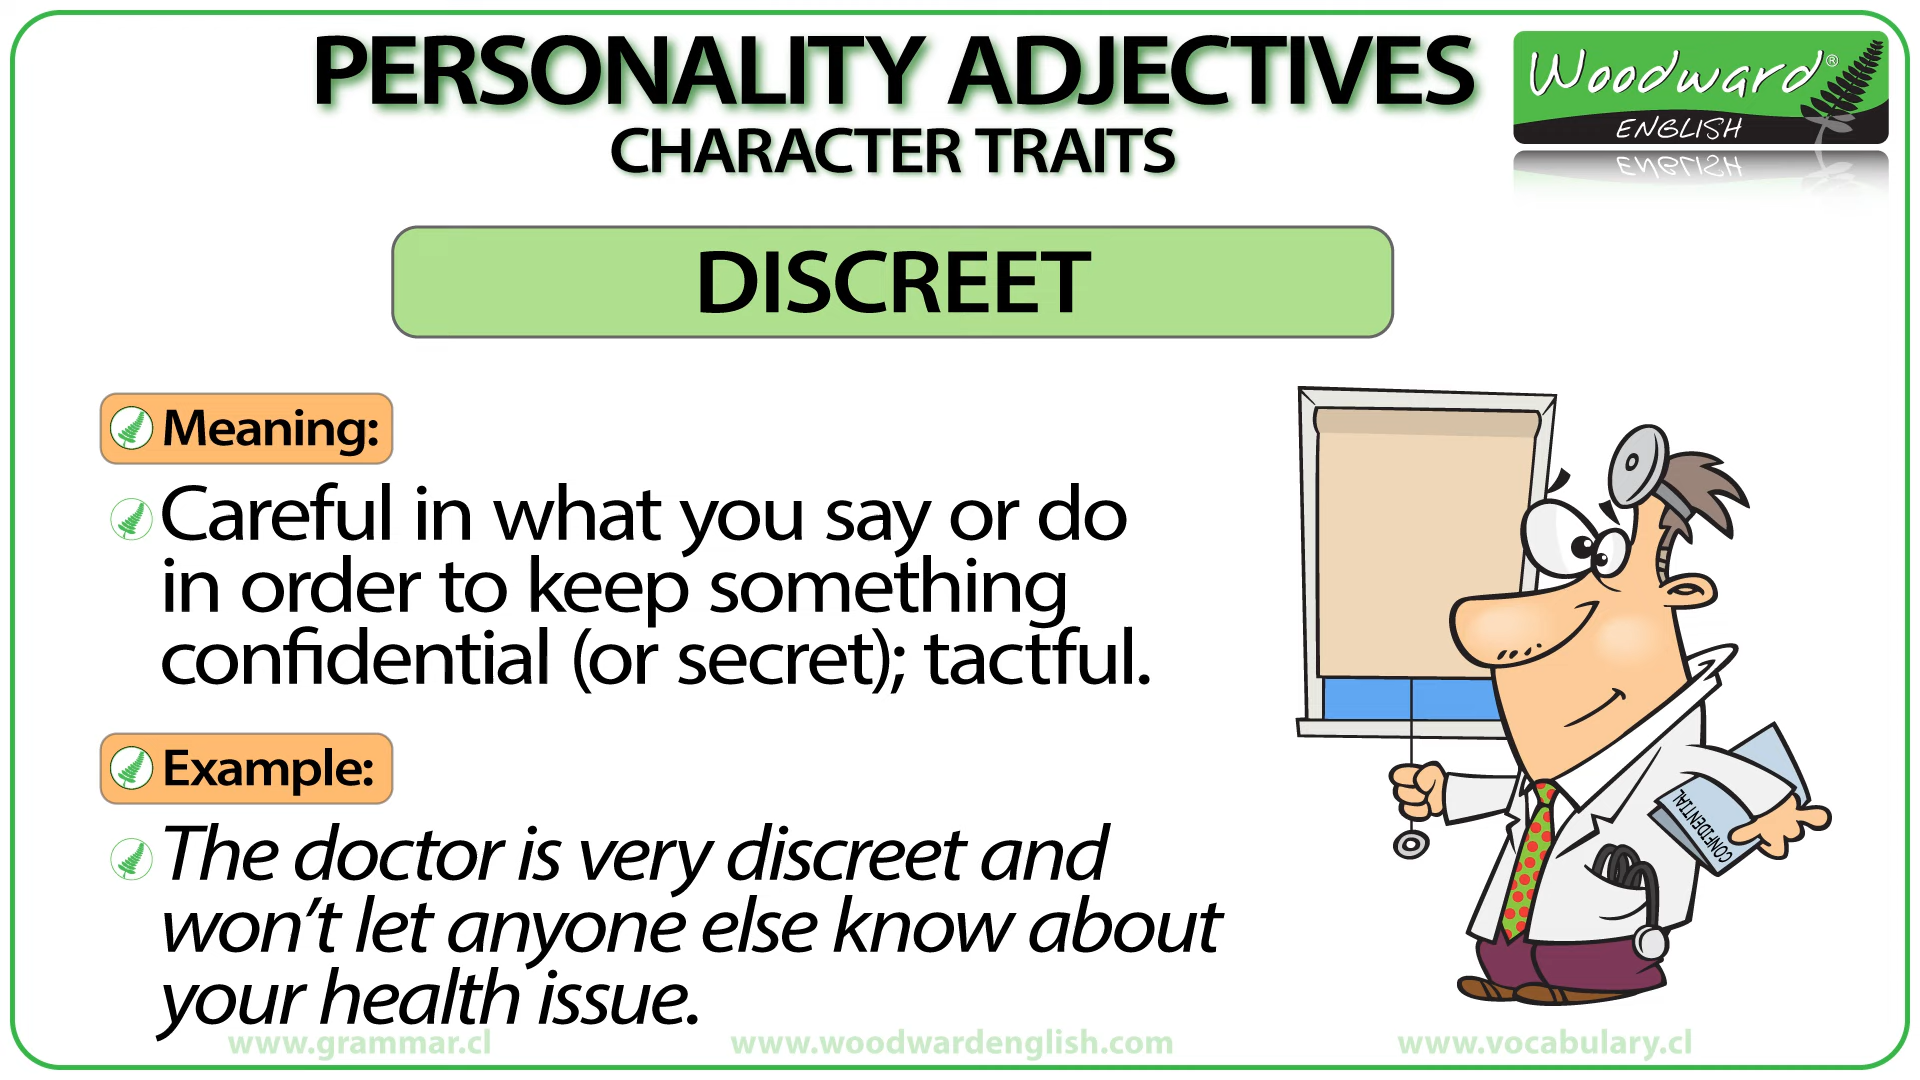 PERSONALITY ADJECTIVES
CHARACTER TRAITS
Woodward®
ENGLISH
DISCREET
Meaning:
Careful in what you say or do
in order to keep something
confidential (or secret); tactful.
Example:
The doctor is very discreet and
won’t let anyone else know about
your health issue.
CONFIDENTIAL
www.grammar.cl
www.woodwardenglish.com
www.vocabulary.cl